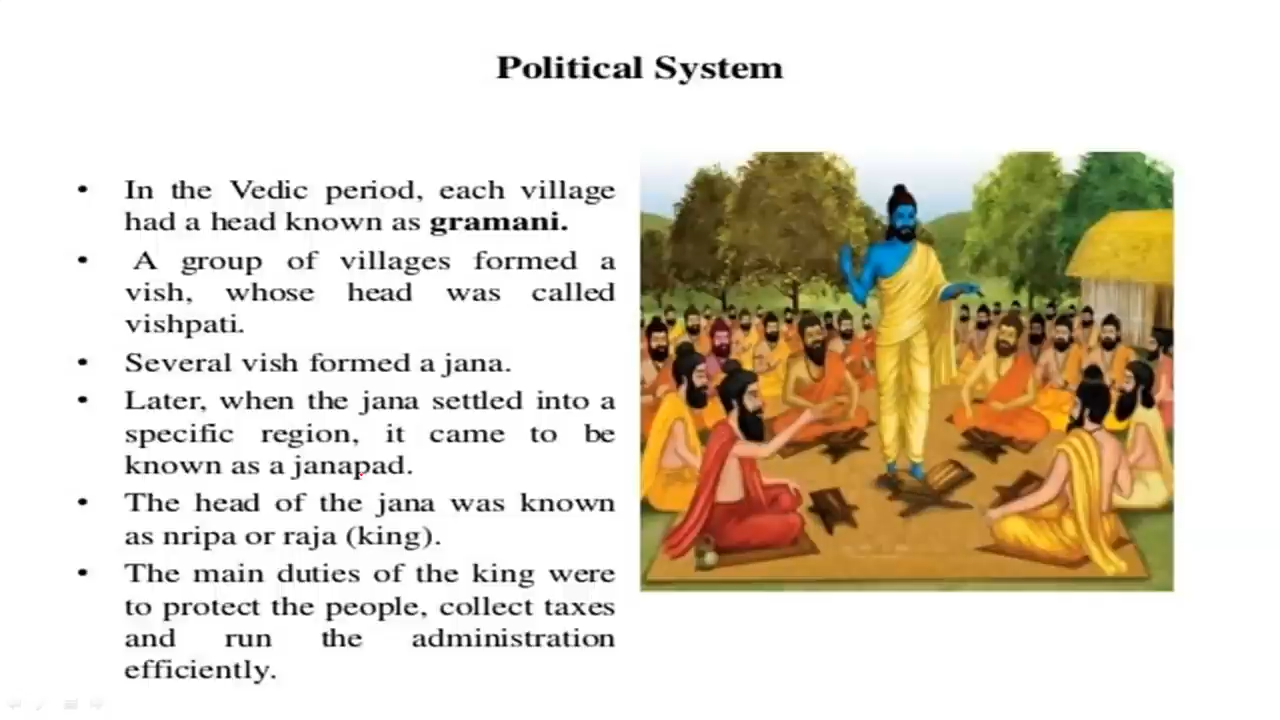 Political System
• In the Vedic period, each village
had a head known as gramani.
• A group of villages formed a
vish, whose head was called
vishpati.
• Several vish formed a jana.
• Later, when the jana settled into a
specific region, it came to be
known as a janapad.
• The head of the jana was known
as nripa or raja (king).
• The main duties of the king were
to protect the people, collect taxes
and run the administration
efficiently.